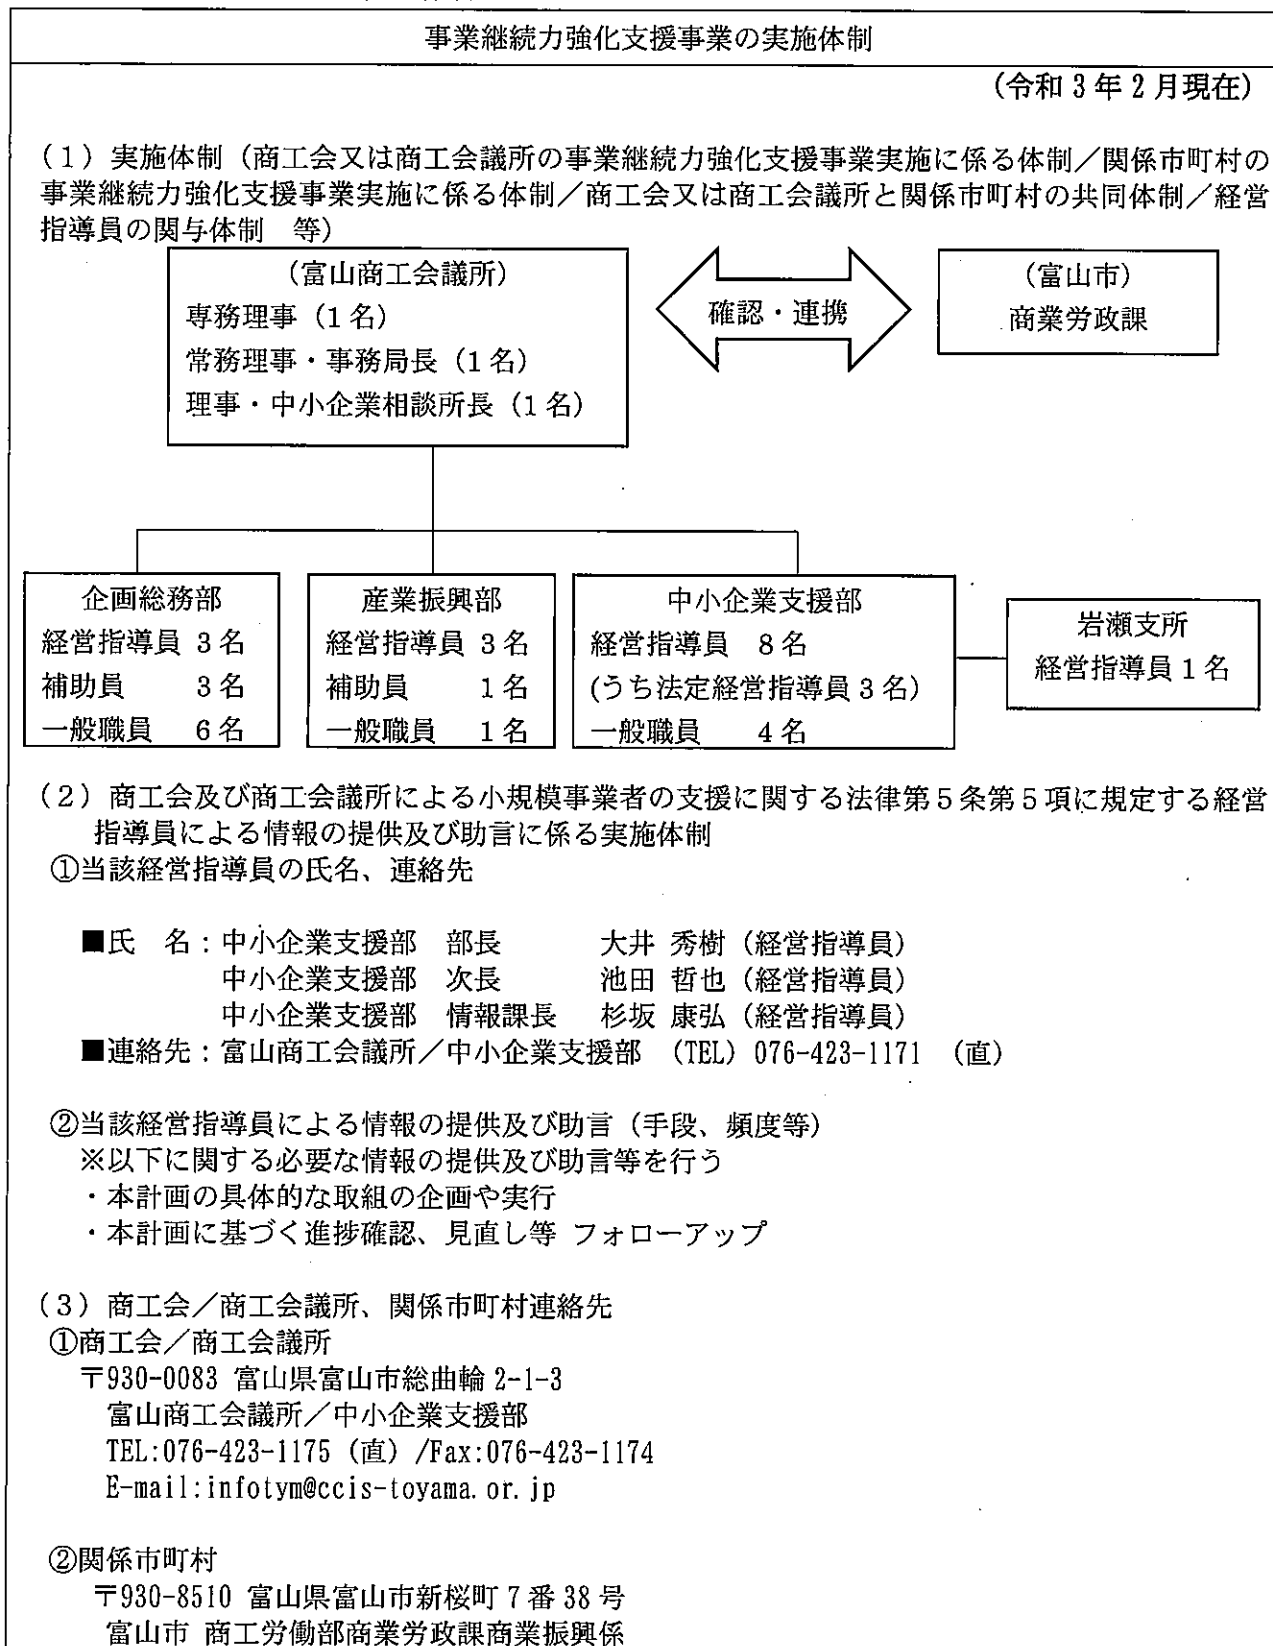 事業継続力強化支援事業の実施体制
(令和3年2月現在)
(1)実施体制(商工会又は商工会議所の事業継続力強化支援事業実施に係る体制/関係市町村の
事業継続力強化支援事業実施に係る体制/商工会又は商工会議所と関係市町村の共同体制/経営
指導員の関与体制 等)
(富山商工会議所)
専務理事(1名)
常務理事・事務局長(1名)
理事・中小企業相談所長(1名)
確認・連携
(富山市)
商業労政課
企画総務部
経営指導員 3名
補助員 3名
一般職員 6名
産業振興部
経営指導員 3名
補助員 1名
一般職員 1名
中小企業支援部
経営指導員 8名
(うち法定経営指導員3名)
一般職員 4名
岩瀬支所
経営指導員1名
(2)商工会及び商工会議所による小規模事業者の支援に関する法律第5条第5項に規定する経営
指導員による情報の提供及び助言に係る実施体制
①当該経営指導員の氏名、連絡先
■氏 名:中小企業支援部 部長 大井 秀樹(経営指導員)
中小企業支援部 次長 池田 哲也(経営指導員)
中小企業支援部 情報課長 杉坂 康弘(経営指導員)
■連絡先:富山商工会議所/中小企業支援部 (TEL)076-423-1171 (直)
②当該経営指導員による情報の提供及び助言(手段、頻度等)
※以下に関する必要な情報の提供及び助言等を行う
・本計画の具体的な取組の企画や実行
・本計画に基づく進捗確認、見直し等 フォローアップ
(3)商工会/商工会議所、関係市町村連絡先
①商工会/商工会議所
〒930-0083 富山県富山市総曲輪2-1-3
富山商工会議所/中小企業支援部
TEL:076-423-1175(直)/Fax:076-423-1174
E-mail:infotym@ccis-toyama.or.jp
②関係市町村
〒930-8510 富山県富山市新桜町7番38号
富山市 商工労働部商業労政課商業振興係